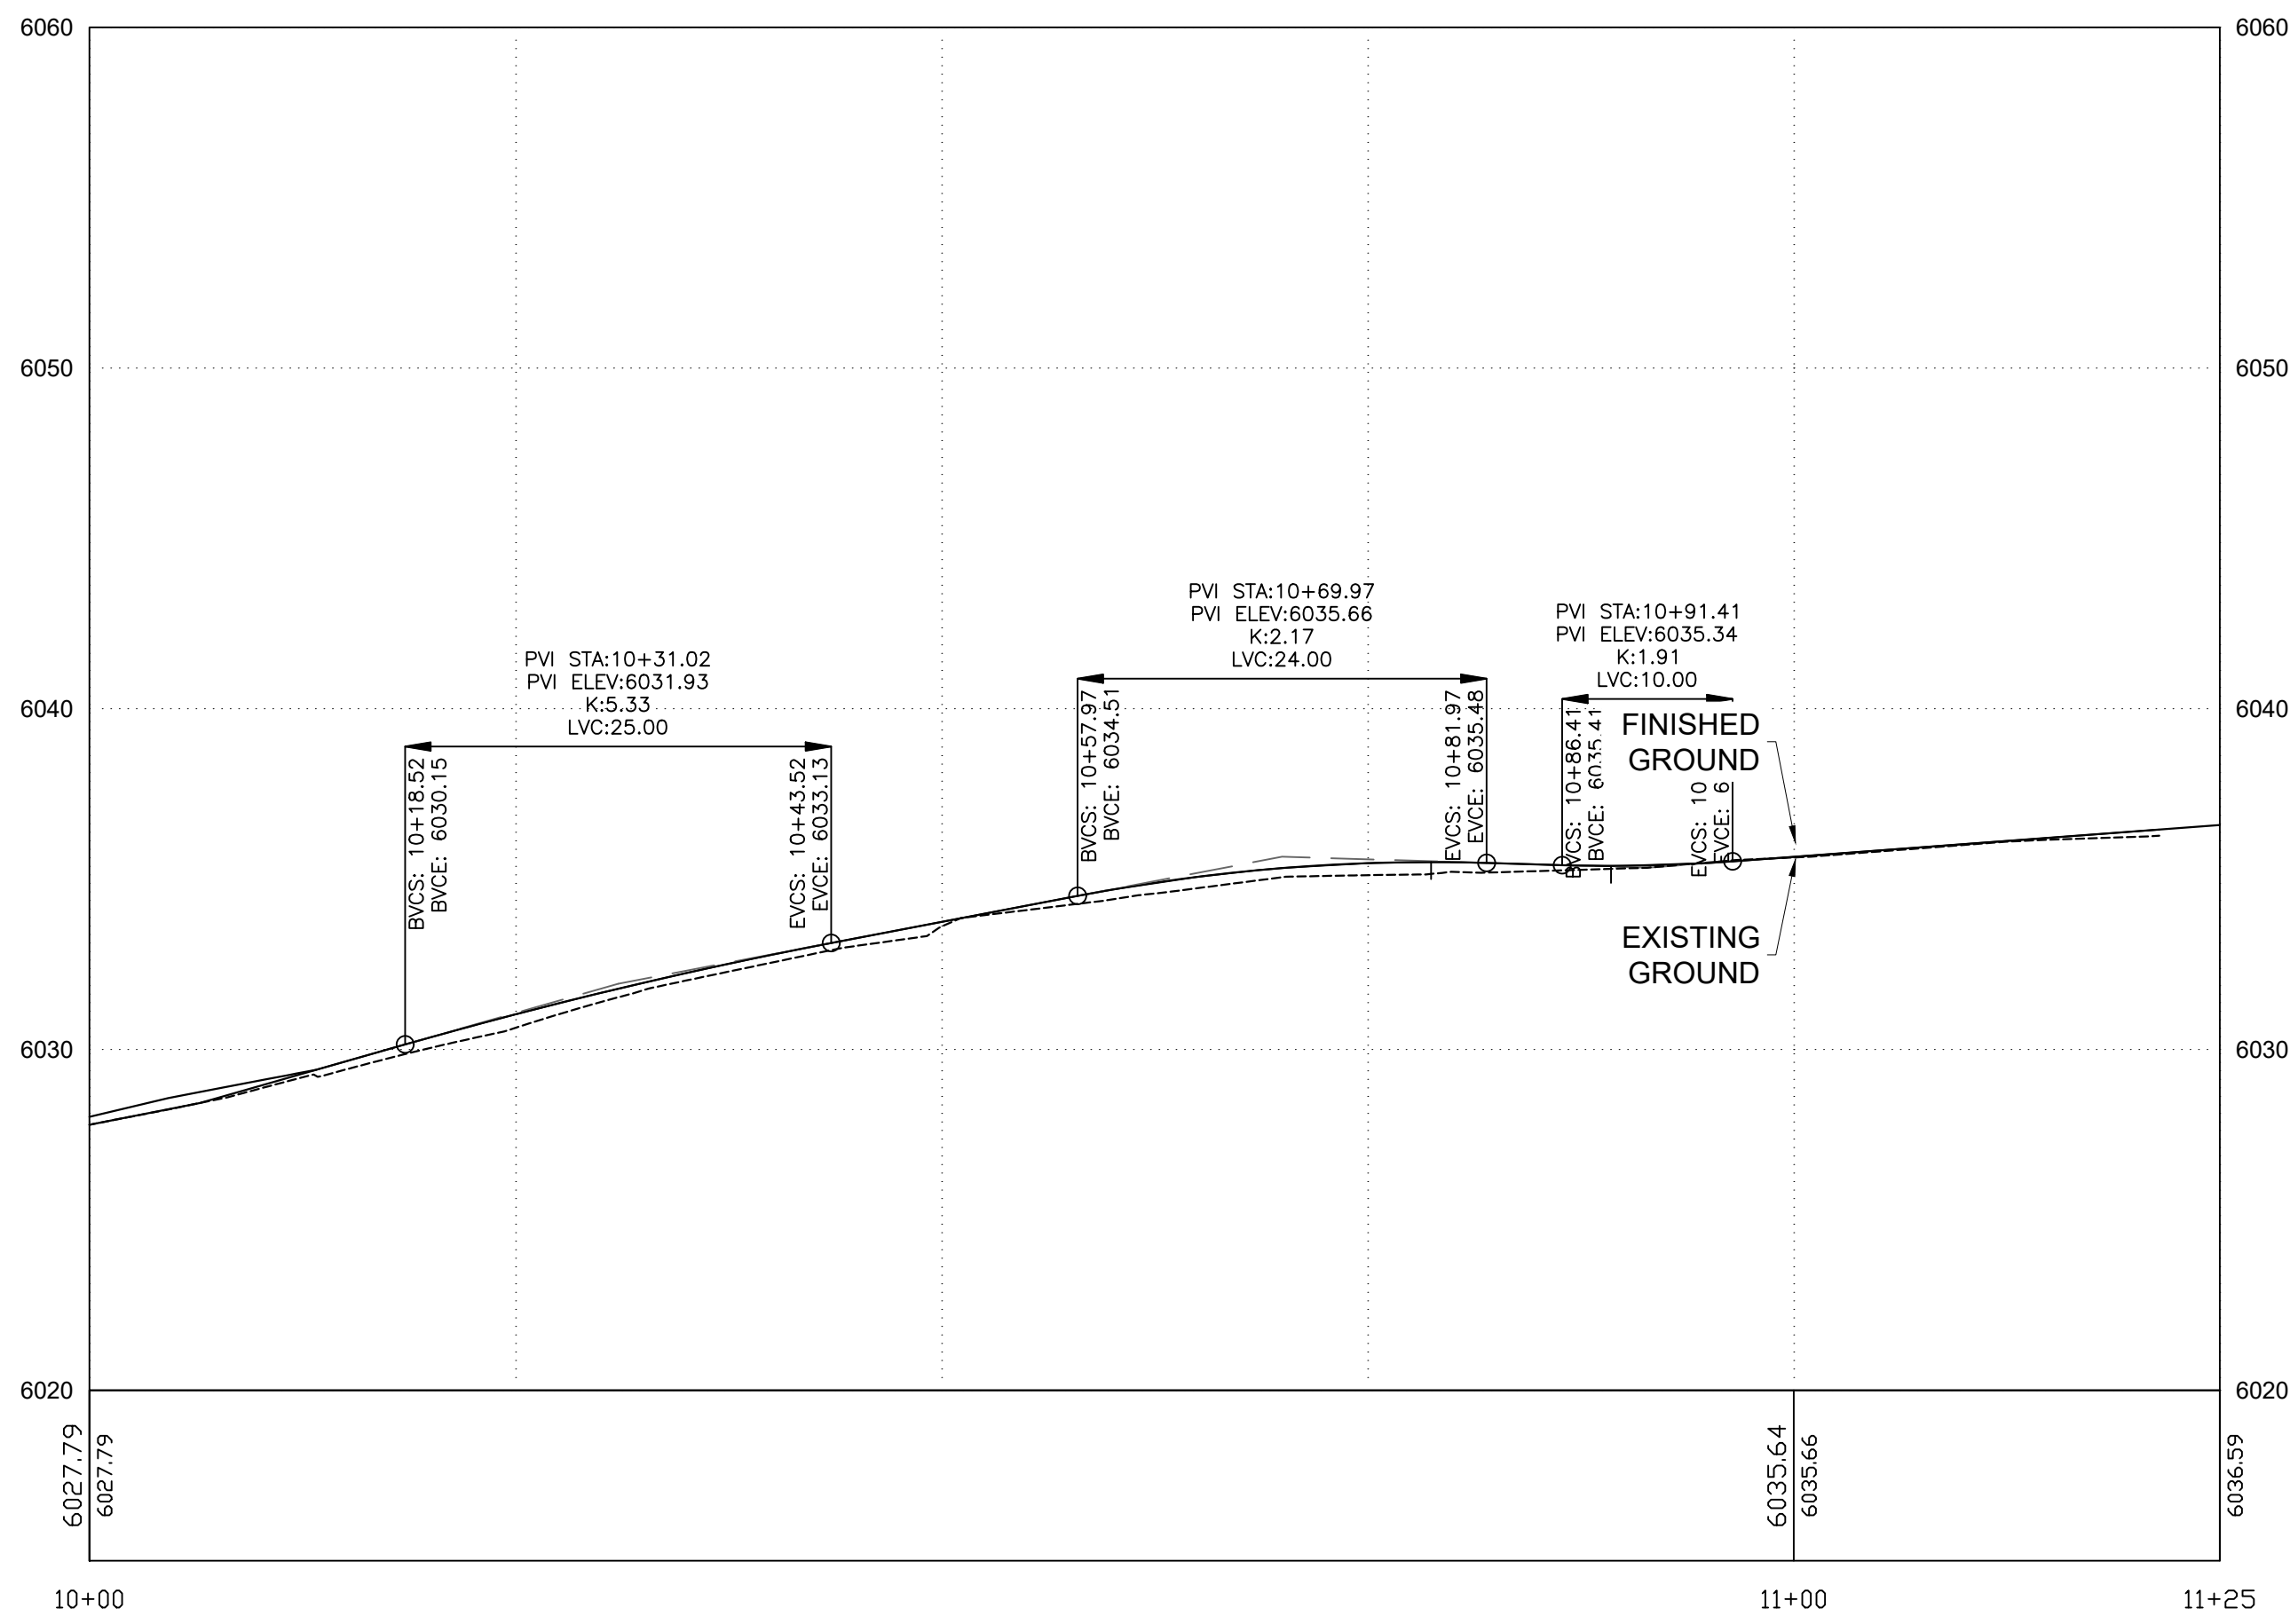 6060
6060
6050
6050
PVI STA:10+69.97
PVI ELEV:6035.66
K:2.17
LVC:24.00
PVI STA:10+91.41
PVI ELEV:6035.34
K:1.91
LVC:10.00
PVI STA:10+31.02
PVI ELEV:6031.93
K:5.33
LVC:25.00
6040
6040
BVCS: 10+18.52
BVCE: 6030.15
EVCS: 10+43.52
EVCE: 6033.13
BVCS: 10+57.97
BVCE: 6034.51
EVCS: 10+81.97
EVCE: 6035.48
BVCS: 10+86.41
BVCE: 6035.41
EVCS: 10
EVCE: 6
FINISHED
GROUND
EXISTING
GROUND
6030
6030
6020
6020
6027.79
6027.79
6035.64
6035.66
6036.59
10+00
11+00
11+25